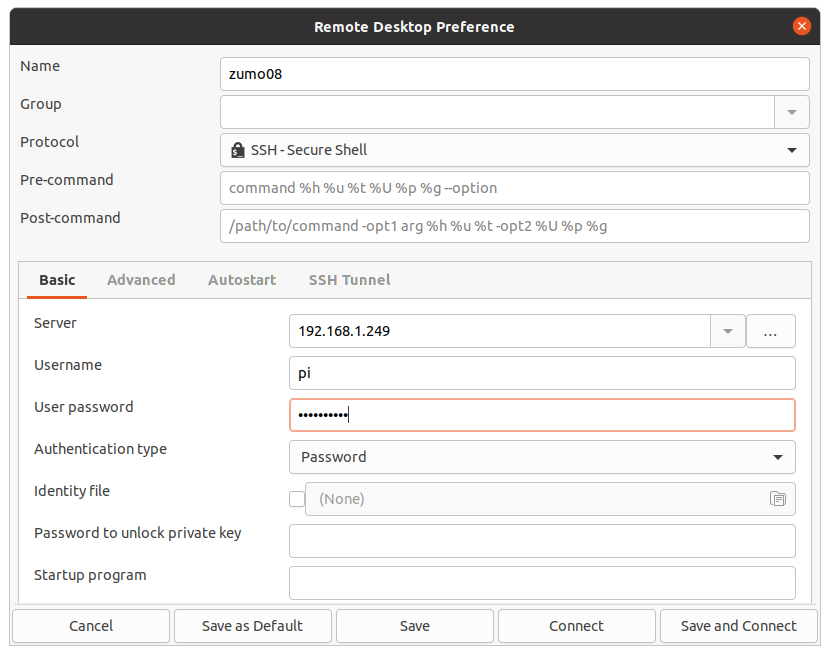 Remote Desktop Preference
Name
zumo08
Group
Protocol
SSH - Secure Shell
Pre-command
command %h %u %t %U %p %g --option
Post-command
/path/to/command -opt1 arg %h %u %t -opt2 %U %p %g
Basic Advanced Autostart SSH Tunnel
Server
192.168.1.249
...
Username
pi
User password
••••••••••
Authentication type
Password
Identity file
(None)
Password to unlock private key
Startup program
Cancel Save as Default Save Connect Save and Connect